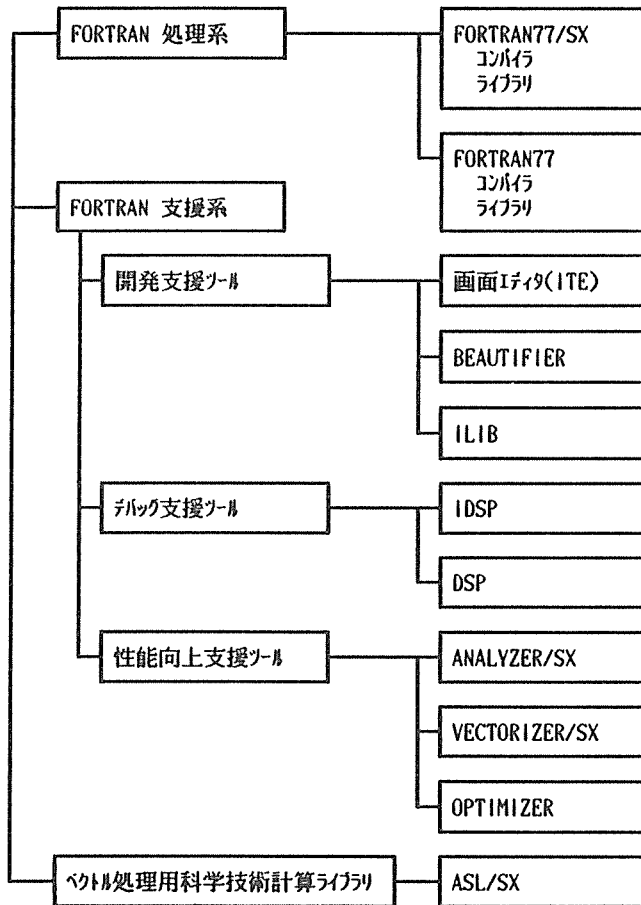 FORTRAN 処理系
FORTRAN77/SX
コンパイラ
ライブラリ
FORTRAN77
コンパイラ
ライブラリ
FORTRAN 支援系
開発支援ツール
画面エディタ(ITE)
BEAUTIFIER
ILIB
デバッグ支援ツール
IDSP
DSP
性能向上支援ツール
ANALYZER/SX
VECTORIZER/SX
OPTIMIZER
ベクトル処理用科学技術計算ライブラリ
ASL/SX